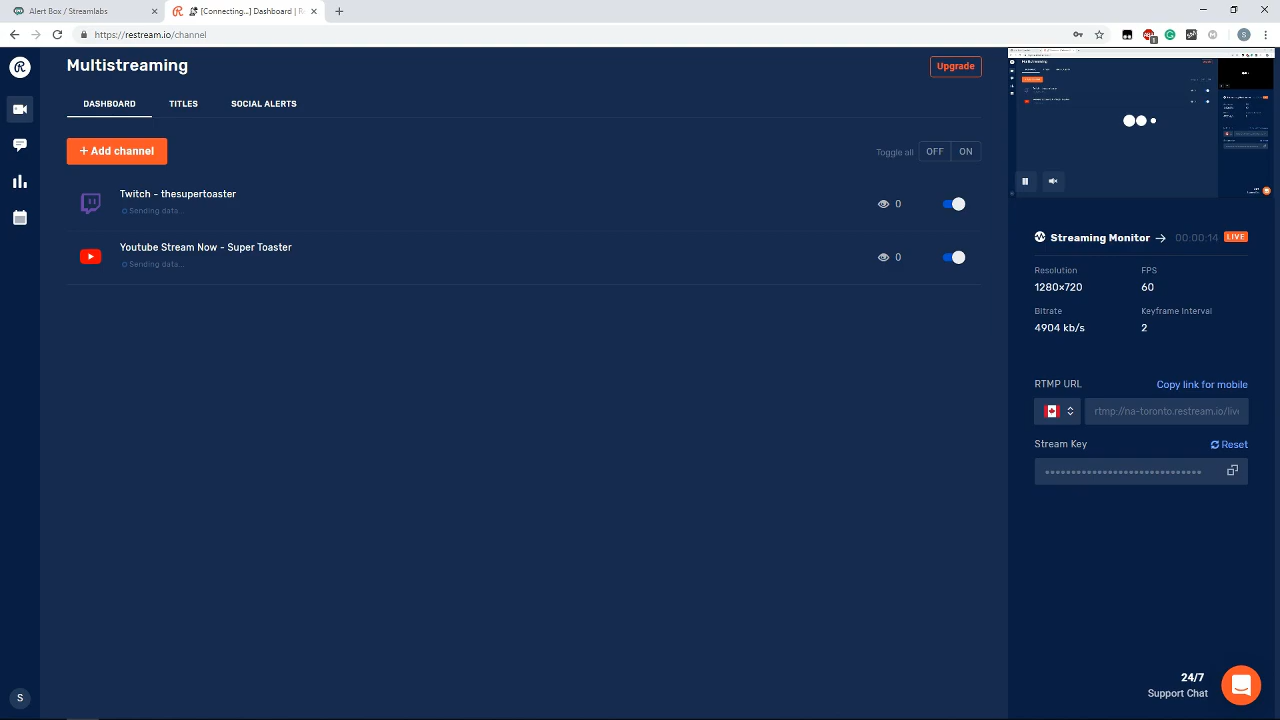 Alert Box / Streamlabs
[Connecting...] Dashboard | R
https://restream.io/channel
S
Multistreaming
Upgrade
DASHBOARD
TITLES
SOCIAL ALERTS
+ Add channel
Toggle all
OFF
ON
Twitch - thesupertoaster
Sending data...
0
Youtube Stream Now - Super Toaster
Sending data...
0
Streaming Monitor
00:00:14
LIVE
Resolution
FPS
1280×720
60
Bitrate
Keyframe Interval
4904 kb/s
2
RTMP URL
Copy link for mobile
rtmp://na-toronto.restream.io/live
Stream Key
Reset
24/7
Support Chat
S